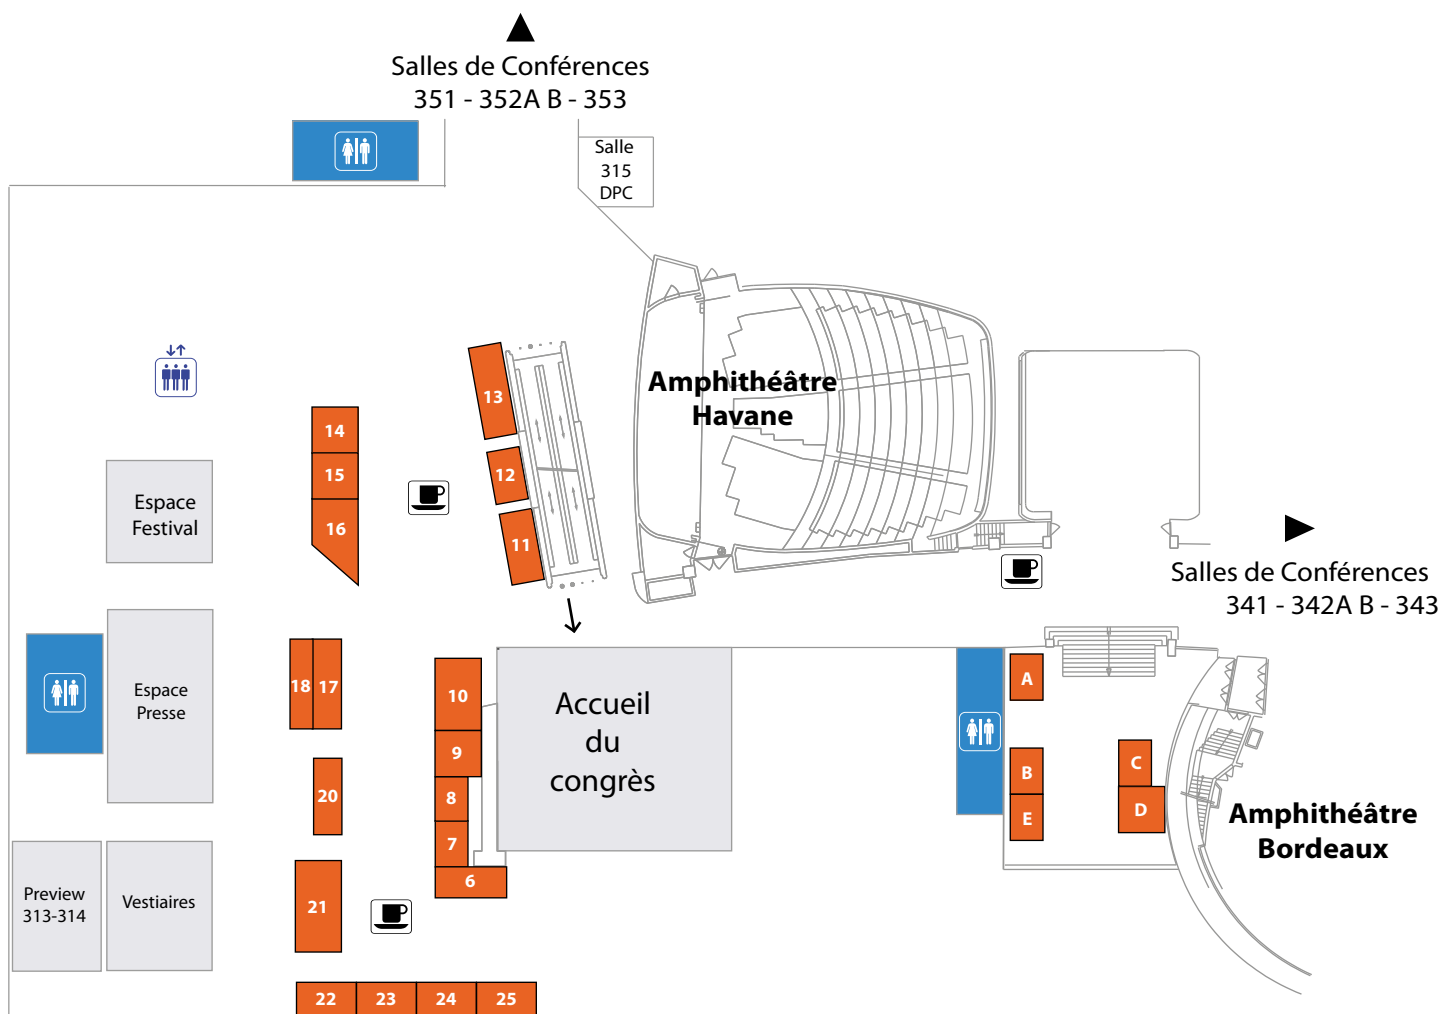 Salles de Conférences
351 - 352A B - 353
Salle
315
DPC
Amphithéâtre
Havane
13
14
15
12
16
11
Espace
Festival
Salles de Conférences
341 - 342A B - 343
Espace
Presse
18
17
10
9
8
7
6
20
21
Accueil
du
congrès
A
B
C
E
D
Amphithéâtre
Bordeaux
Preview
313-314
Vestiaires
22
23
24
25